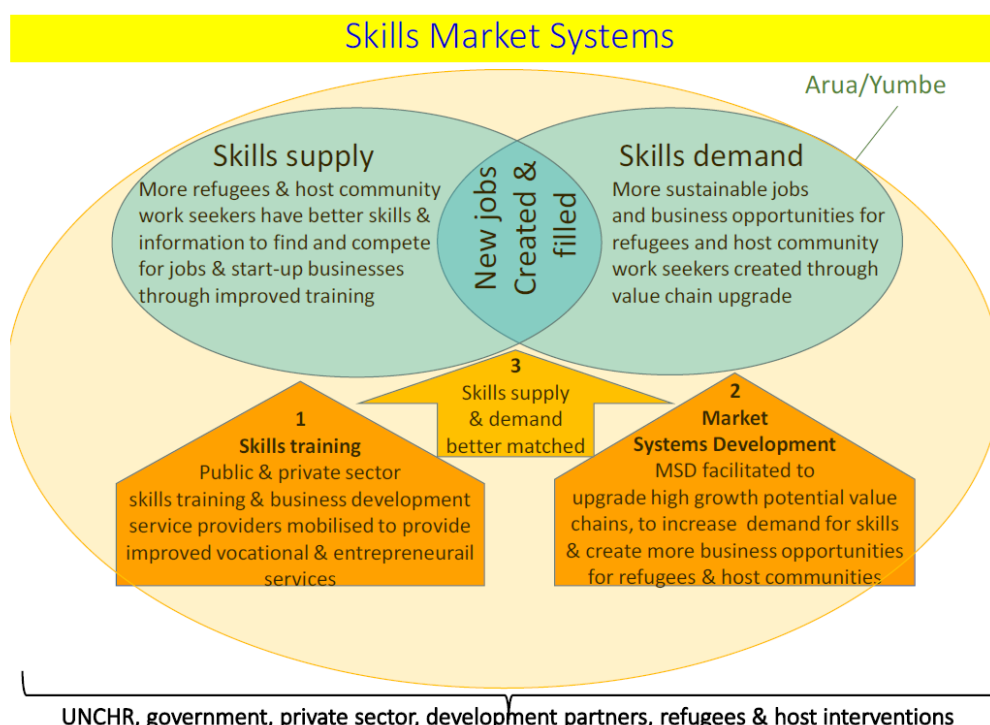 Skills Market Systems
Arua/Yumbe
Skills supply
More refugees & host community
work seekers have better skills &
information to find and compete
for jobs & start-up businesses
through improved training
New jobs
Created &
filled
Skills demand
More sustainable jobs
and business opportunities for
refugees and host community
work seekers created through
value chain upgrade
3
Skills supply
& demand
better matched
1
Skills training
Public & private sector
skills training & business development
service providers mobilised to provide
improved vocational & entrepreneurail
services
2
Market
Systems Development
MSD facilitated to
upgrade high growth potential value
chains, to increase demand for skills
& create more business opportunities
for refugees & host communities
UNCHR, government, private sector, development partners, refugees & host interventions